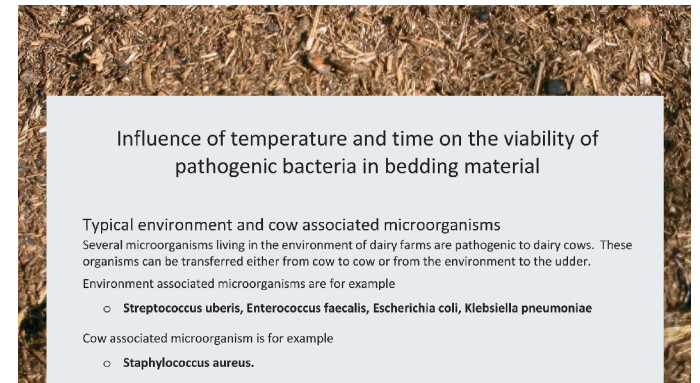 Influence of temperature and time on the viability of
pathogenic bacteria in bedding material
Typical environment and cow associated microorganisms
Several microorganisms living in the environment of dairy farms are pathogenic to dairy cows.  These
organisms can be transferred either from cow to cow or from the environment to the udder.
Environment associated microorganisms are for example
o Streptococcus uberis, Enterococcus faecalis, Escherichia coli, Klebsiella pneumoniae
Cow associated microorganism is for example
o Staphylococcus aureus.